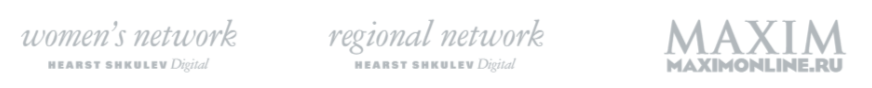 women's network
HEARST SHKULEV Digital
regional network
HEARST SHKULEV Digital
MAXIM
MAXIMONLINE.RU